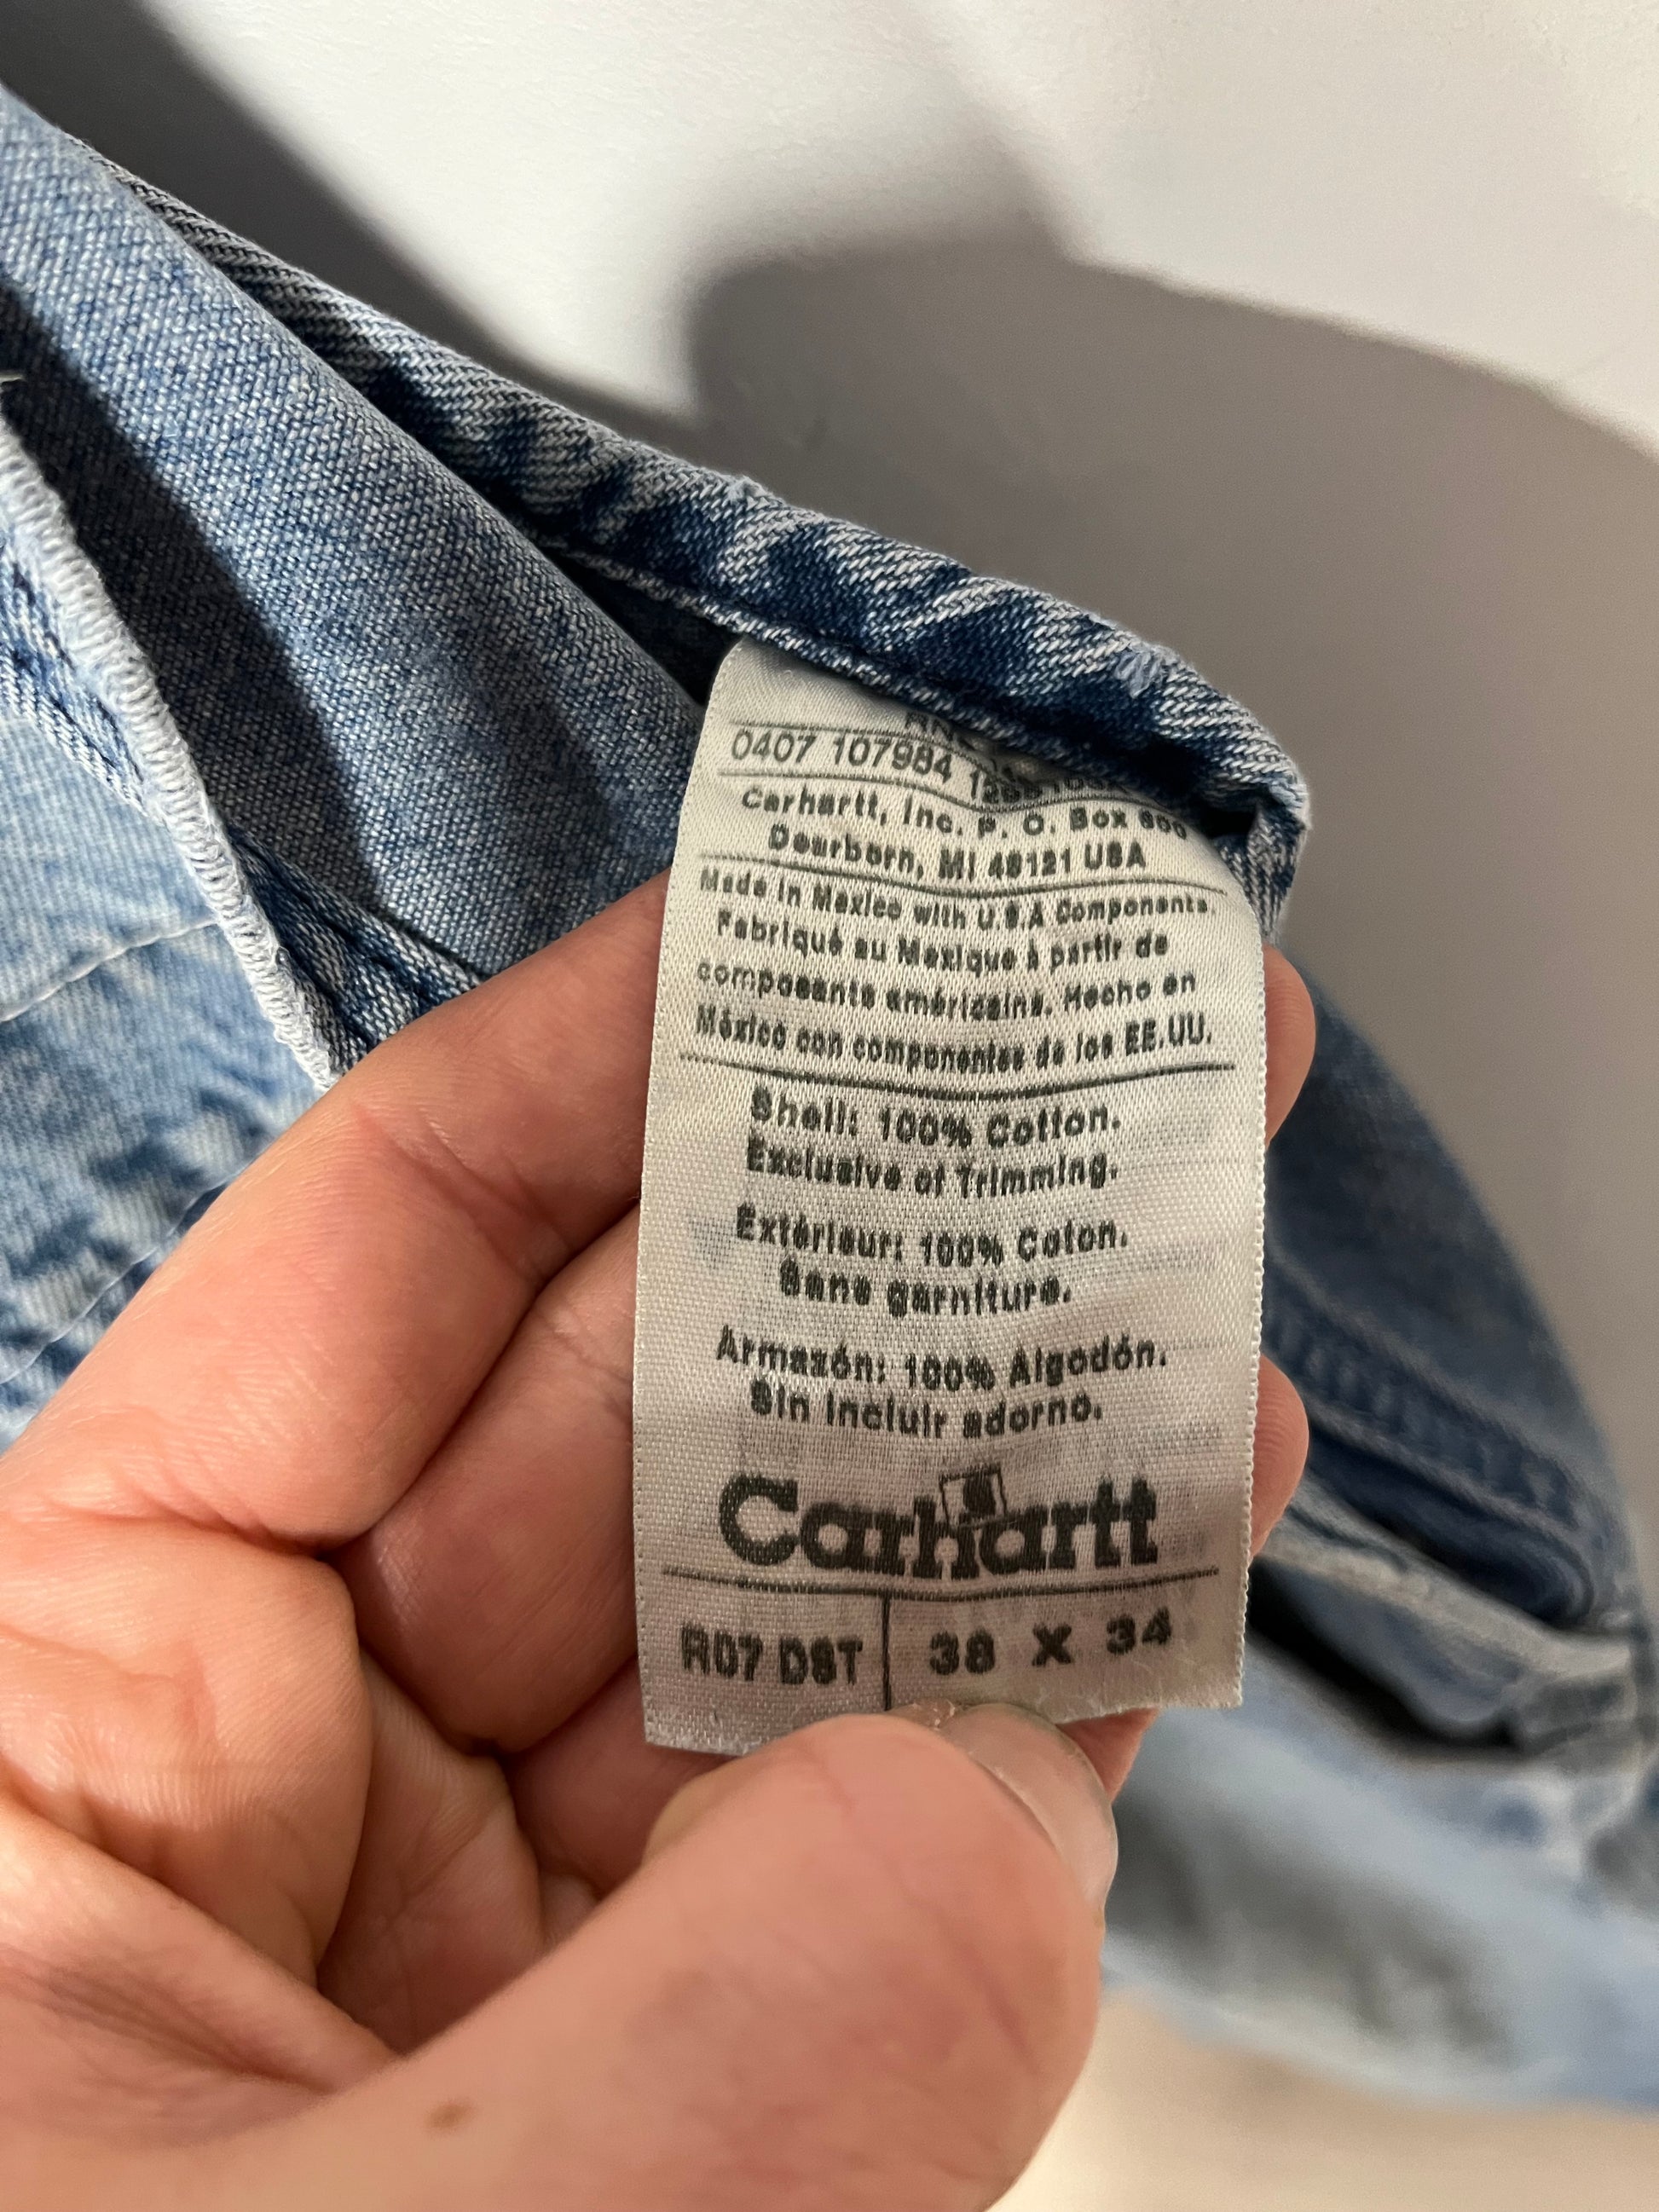 0407 107984
Carhartt, Inc. P. O. Box 600
Dearborn, MI 48121 USA
Made in Mexico with U.S.A Components.
Fabriqué au Mexique à partir de
composants américains. Hecho en
México con componentes de los EE.UU.
Shell: 100% Cotton.
Exclusive of Trimming.
Extérieur: 100% Coton.
Sans garniture.
Armazón: 100% Algodón.
Sin incluir adorno.
Carhartt
R07 DST 38 X 34